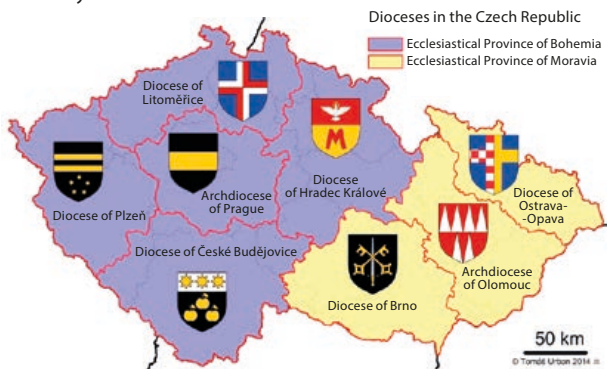 Dioceses in the Czech Republic
Ecclesiastical Province of Bohemia
Ecclesiastical Province of Moravia
Diocese of
Litoměřice
M
Diocese of Plzeň
Archdiocese
of Prague
Diocese
of Hradec Králové
Diocese of
Ostrava-
-Opava
Diocese of České Budějovice
Archdiocese
of Olomouc
Diocese of Brno
50 km
© Tomáš Urban 2014